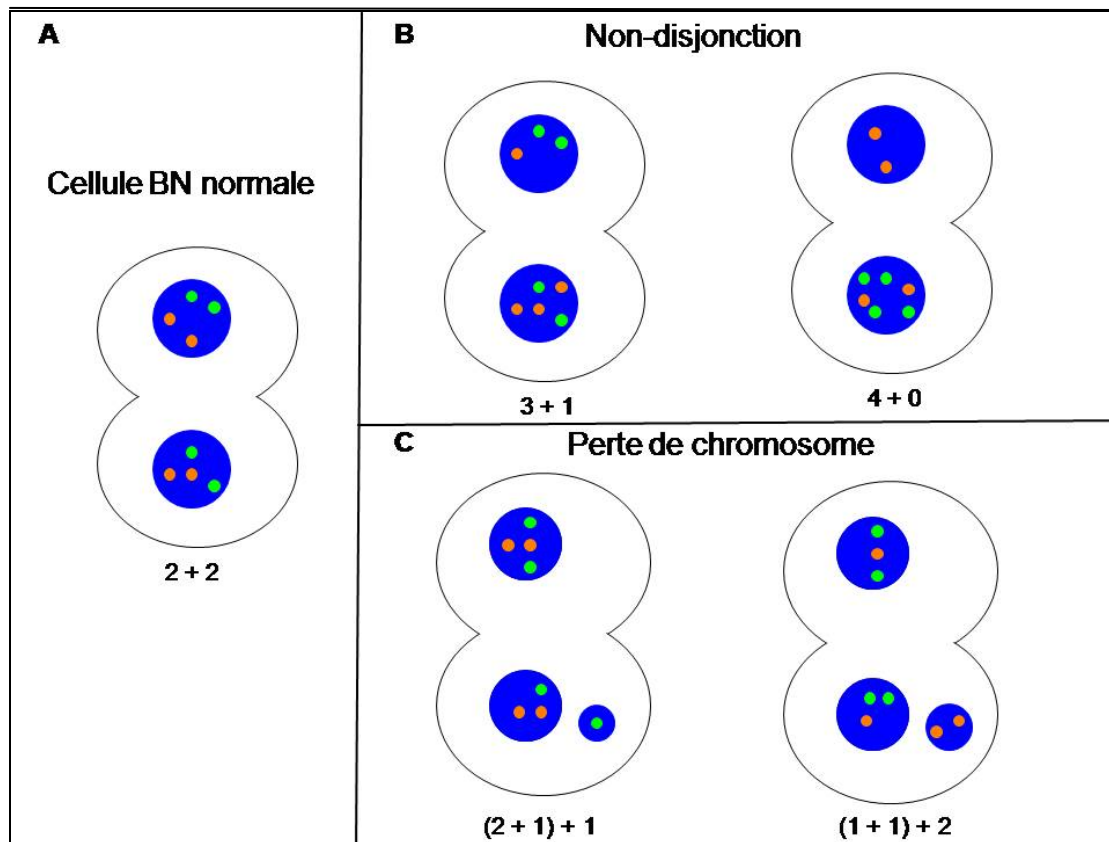 A
Cellule BN normale
2 + 2
B
Non-disjonction
3 + 1
4 + 0
C
Perte de chromosome
(2 + 1) + 1
(1 + 1) + 2